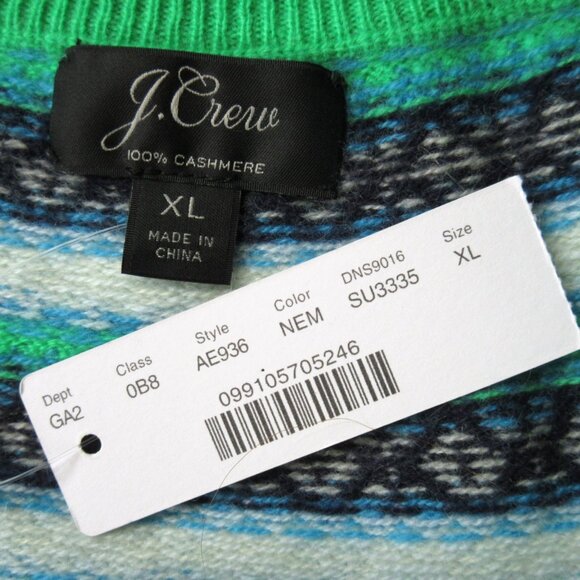 J.Crew
100% CASHMERE
XL
MADE IN
CHINA
Dept Class Style Color DNS9016 Size
GA2 0B8 AE936 NEM SU3335 XL
099105705246